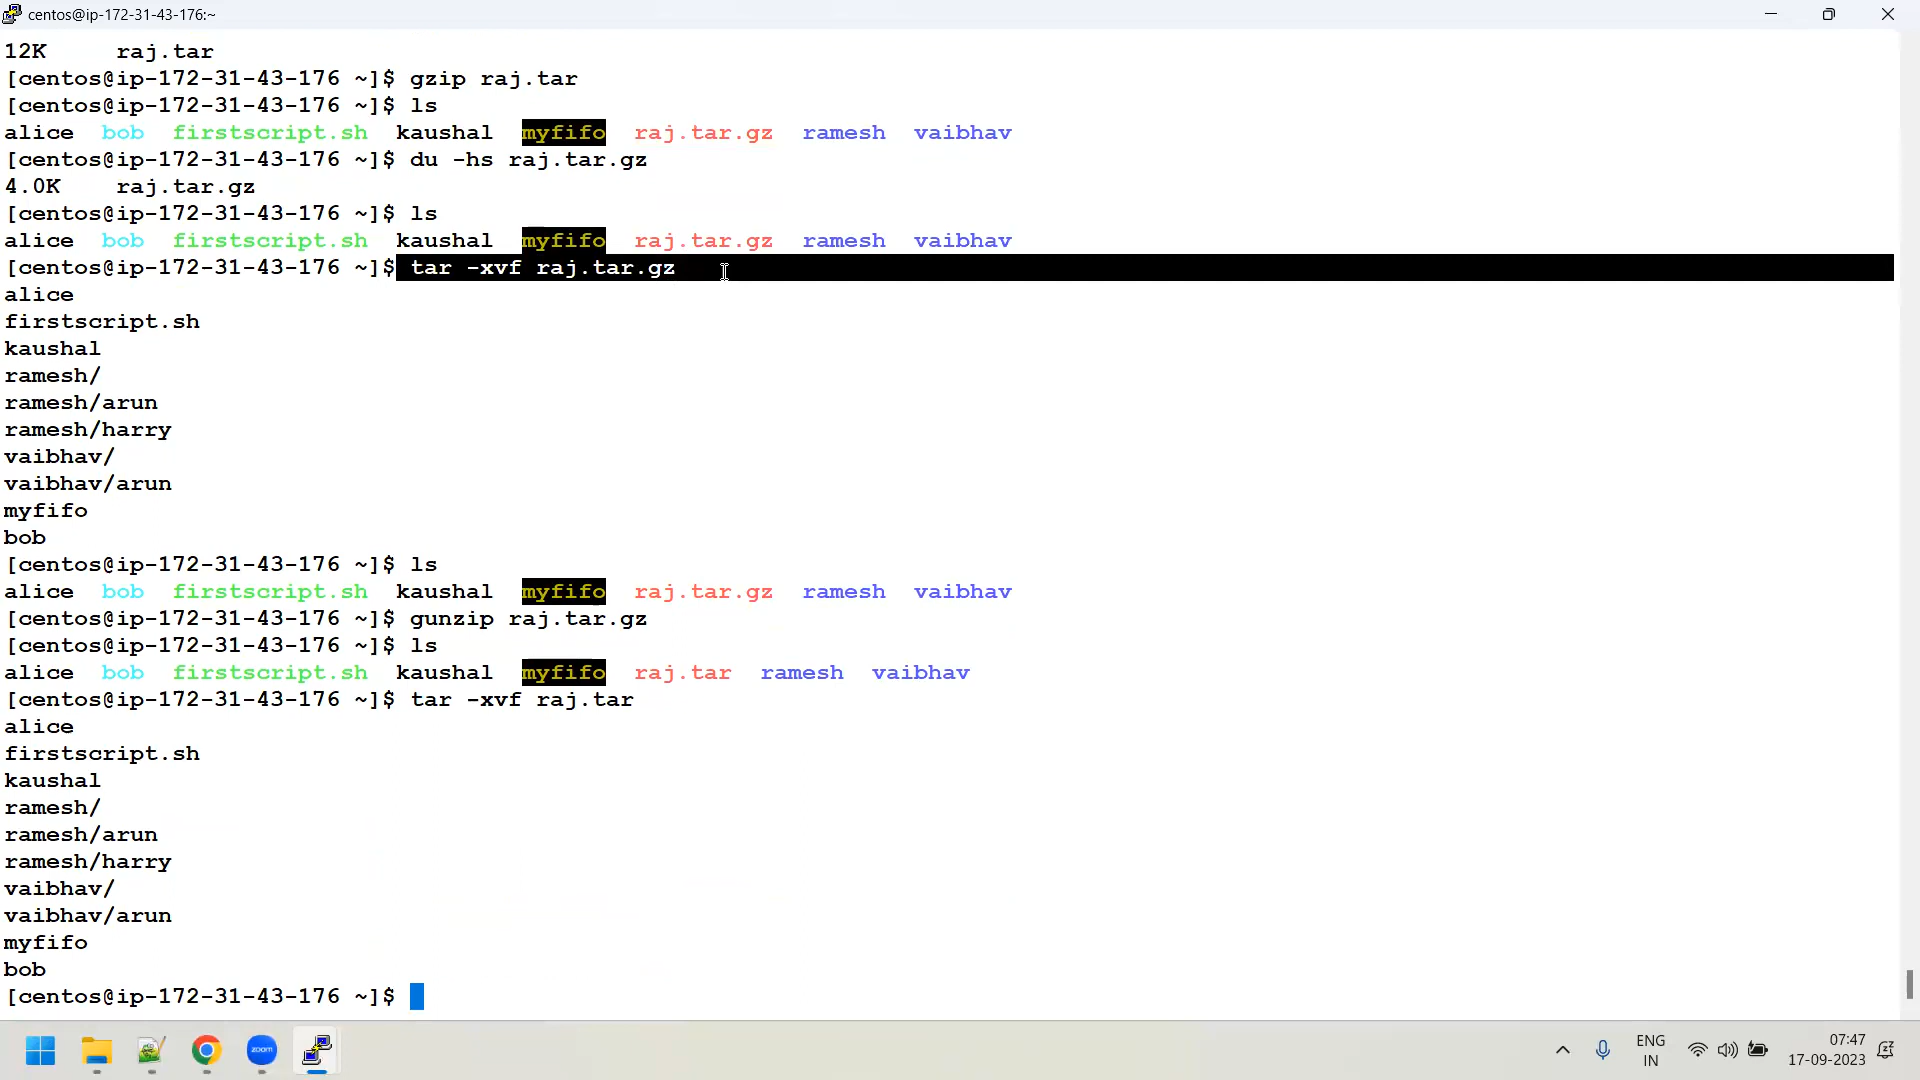 centos@ip-172-31-43-176:~
12K     raj.tar
[centos@ip-172-31-43-176 ~]$ gzip raj.tar
[centos@ip-172-31-43-176 ~]$ ls
alice  bob  firstscript.sh  kaushal  myfifo  raj.tar.gz  ramesh  vaibhav
[centos@ip-172-31-43-176 ~]$ du -hs raj.tar.gz
4.0K    raj.tar.gz
[centos@ip-172-31-43-176 ~]$ ls
alice  bob  firstscript.sh  kaushal  myfifo  raj.tar.gz  ramesh  vaibhav
[centos@ip-172-31-43-176 ~]$ tar -xvf raj.tar.gz
alice
firstscript.sh
kaushal
ramesh/
ramesh/arun
ramesh/harry
vaibhav/
vaibhav/arun
myfifo
bob
[centos@ip-172-31-43-176 ~]$ ls
alice  bob  firstscript.sh  kaushal  myfifo  raj.tar.gz  ramesh  vaibhav
[centos@ip-172-31-43-176 ~]$ gunzip raj.tar.gz
[centos@ip-172-31-43-176 ~]$ ls
alice  bob  firstscript.sh  kaushal  myfifo  raj.tar  ramesh  vaibhav
[centos@ip-172-31-43-176 ~]$ tar -xvf raj.tar
alice
firstscript.sh
kaushal
ramesh/
ramesh/arun
ramesh/harry
vaibhav/
vaibhav/arun
myfifo
bob
[centos@ip-172-31-43-176 ~]$
zoom
ENG
IN
07:47
17-09-2023